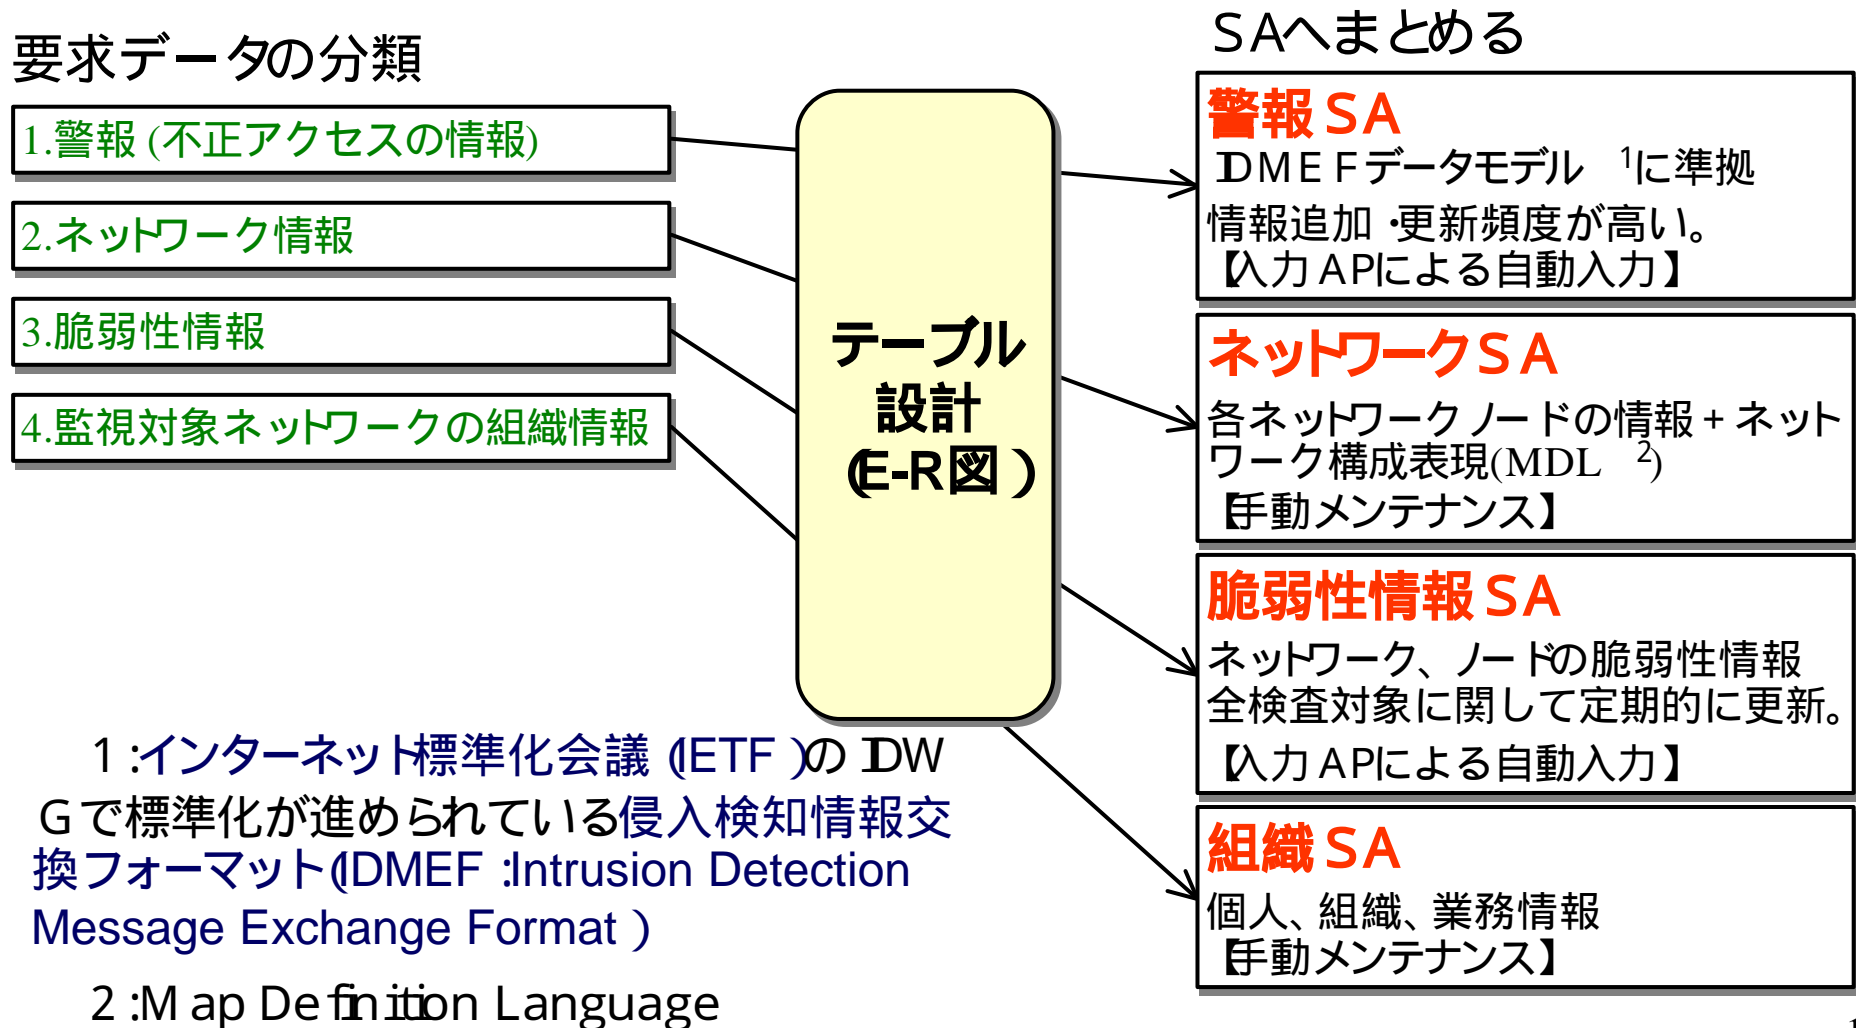 要求データの分類
1.警報 (不正アクセスの情報)
2.ネットワーク情報
3.脆弱性情報
4.監視対象ネットワークの組織情報
テーブル
設計
(E-R図)
SAへまとめる
警報SA
IDMEFデータモデル 1に準拠
情報追加・更新頻度が高い。
【入力APによる自動入力】
ネットワークSA
各ネットワークノードの情報+ネット
ワーク構成表現(MDL 2)
【手動メンテナンス】
脆弱性情報SA
ネットワーク、ノードの脆弱性情報
全検査対象に関して定期的に更新。
【入力APによる自動入力】
組織SA
個人、組織、業務情報
【手動メンテナンス】
1:インターネット標準化会議(IETF)のIDW
Gで標準化が進められている侵入検知情報交
換フォーマット(IDMEF:Intrusion Detection
Message Exchange Format)
2:Map Definition Language